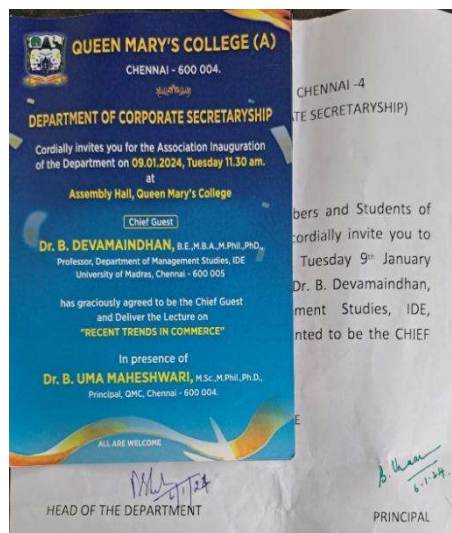 QUEEN MARY'S COLLEGE (A)
CHENNAI - 600 004.
DEPARTMENT OF CORPORATE SECRETARYSHIP
Cordially invites you for the Association Inauguration
of the Department on 09.01.2024, Tuesday 11.30 am.
at
Assembly Hall, Queen Mary's College
Chief Guest
Dr. B. DEVAMAINDHAN, B.E.,M.B.A.,M.Phil.,PhD.,
Professor, Department of Management Studies, IDE
University of Madras, Chennai - 600 005
has graciously agreed to be the Chief Guest
and Deliver the Lecture on
"RECENT TRENDS IN COMMERCE"
In presence of
Dr. B. UMA MAHESHWARI, M.Sc.,M.Phil.,Ph.D.,
Principal, QMC, Chennai - 600 004.
ALL ARE WELCOME
CHENNAI -4
TE SECRETARYSHIP)
bers and Students of
cordially invite you to
Tuesday 9th January
Dr. B. Devamaindhan,
ment Studies, IDE,
nted to be the CHIEF
E
6/1/24
HEAD OF THE DEPARTMENT
6.1.24.
PRINCIPAL